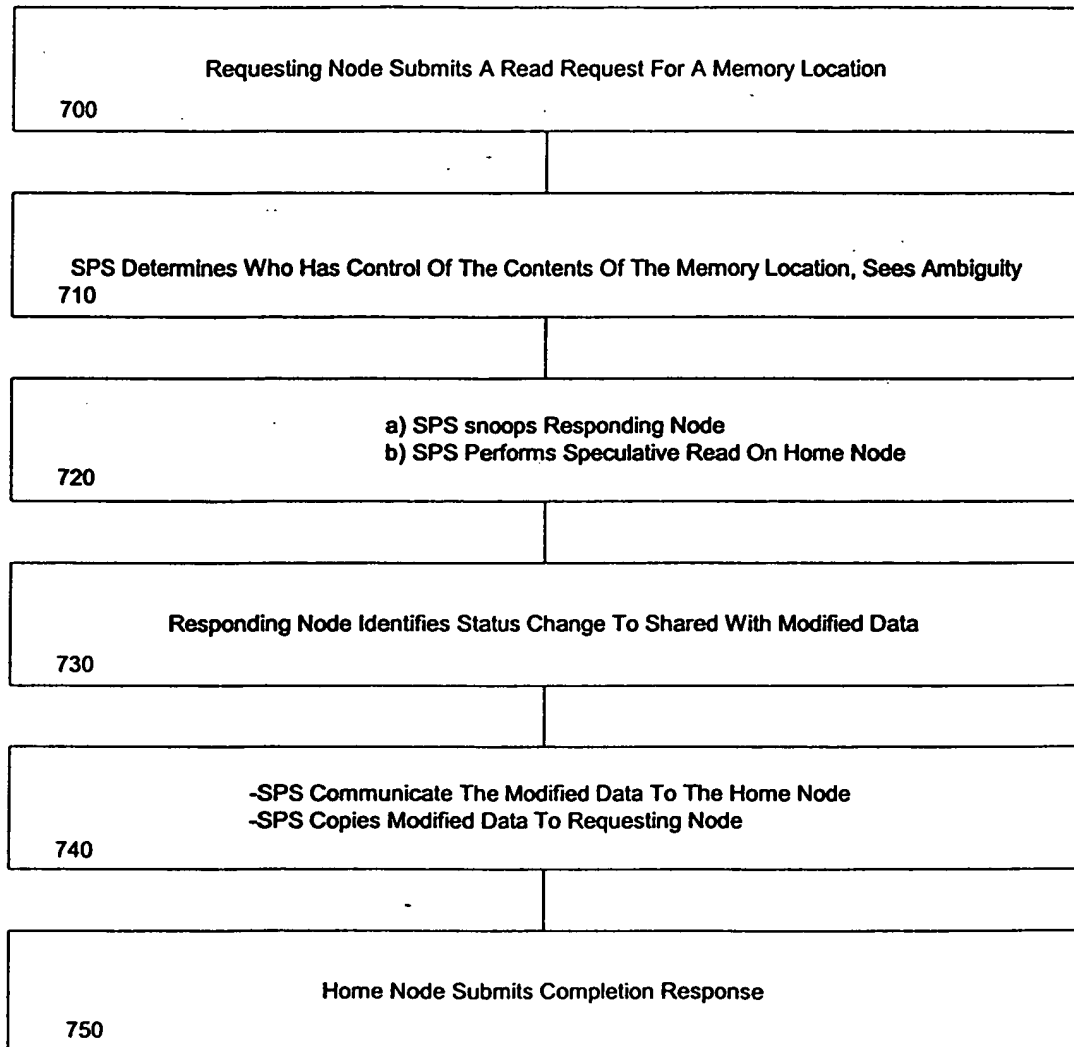 Requesting Node Submits A Read Request For A Memory Location
700
SPS Determines Who Has Control Of The Contents Of The Memory Location, Sees Ambiguity
710
a) SPS snoops Responding Node
b) SPS Performs Speculative Read On Home Node
720
Responding Node Identifies Status Change To Shared With Modified Data
730
-SPS Communicate The Modified Data To The Home Node
-SPS Copies Modified Data To Requesting Node
740
Home Node Submits Completion Response
750